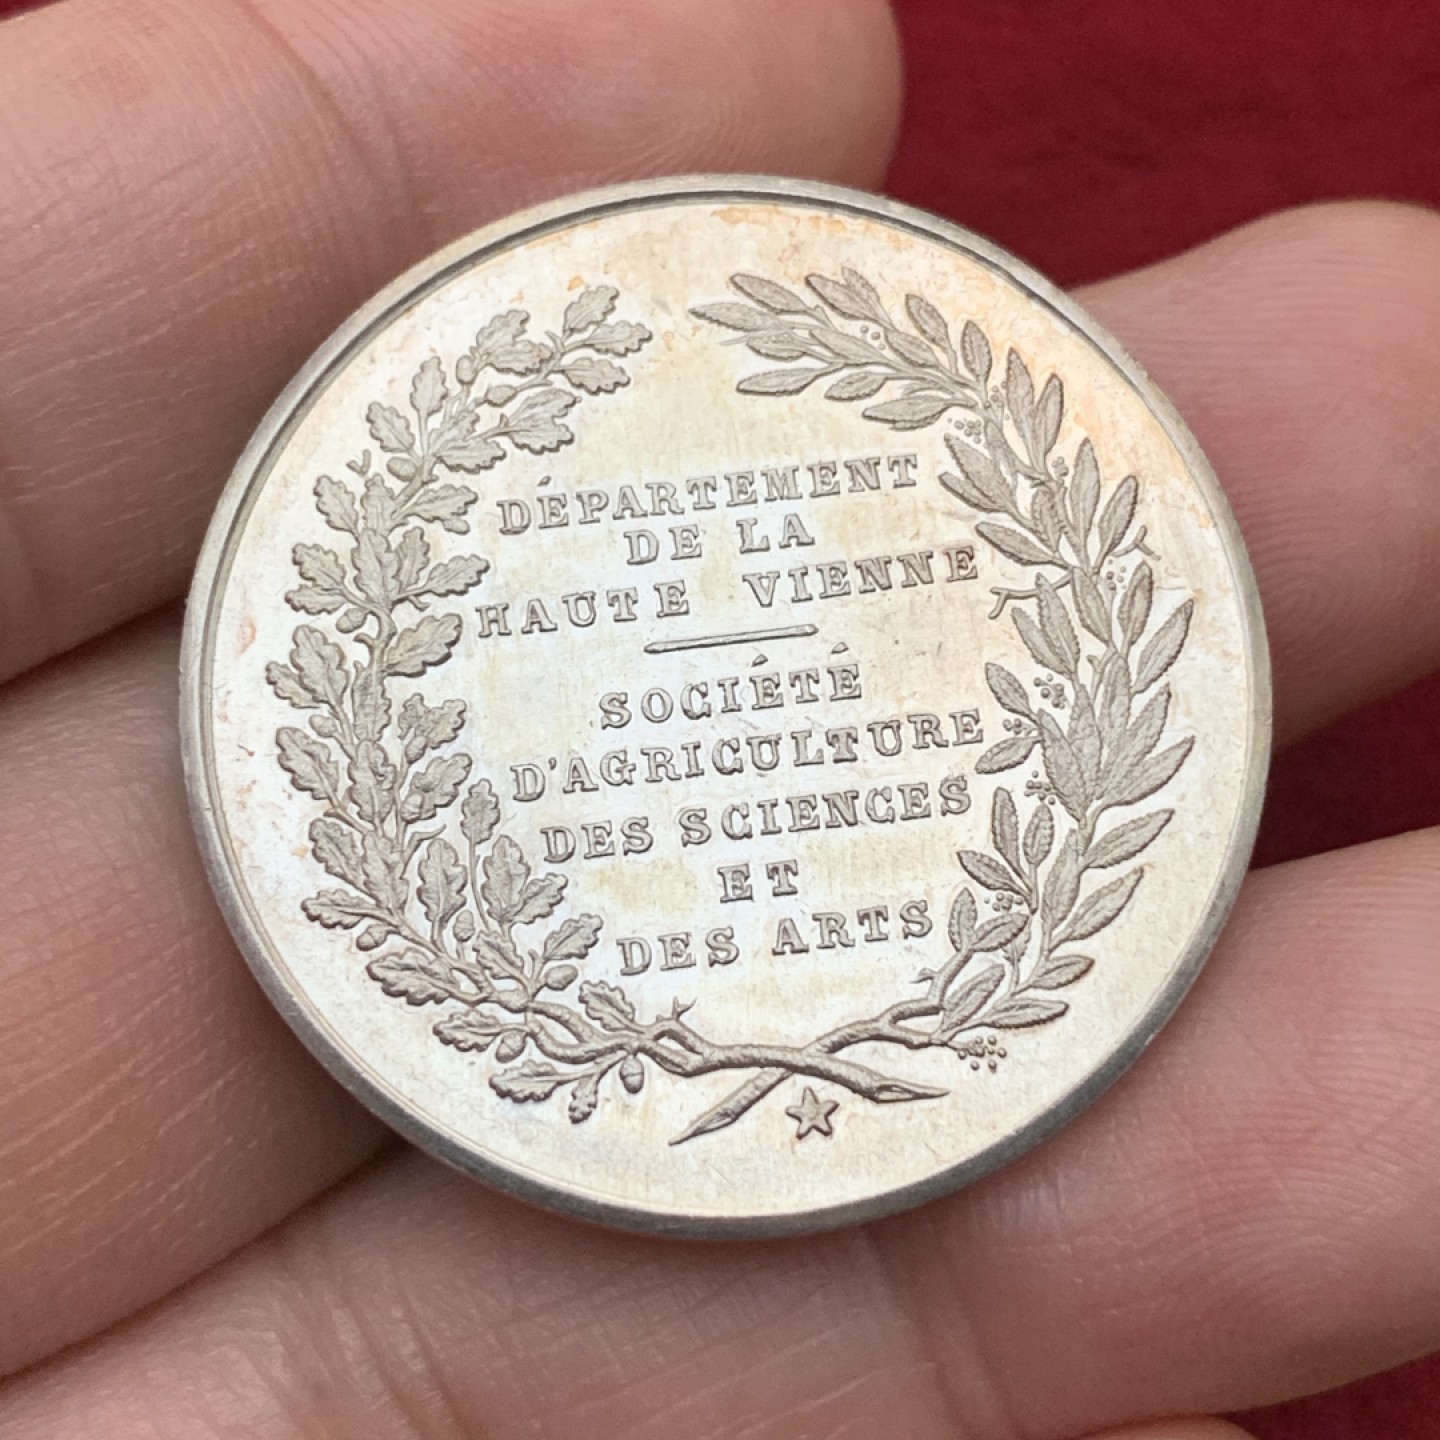 DÉPARTEMENT
DE LA
HAUTE VIENNE
SOCIÉTÉ
D'AGRICULTURE
DES SCIENCES
ET
DES ARTS